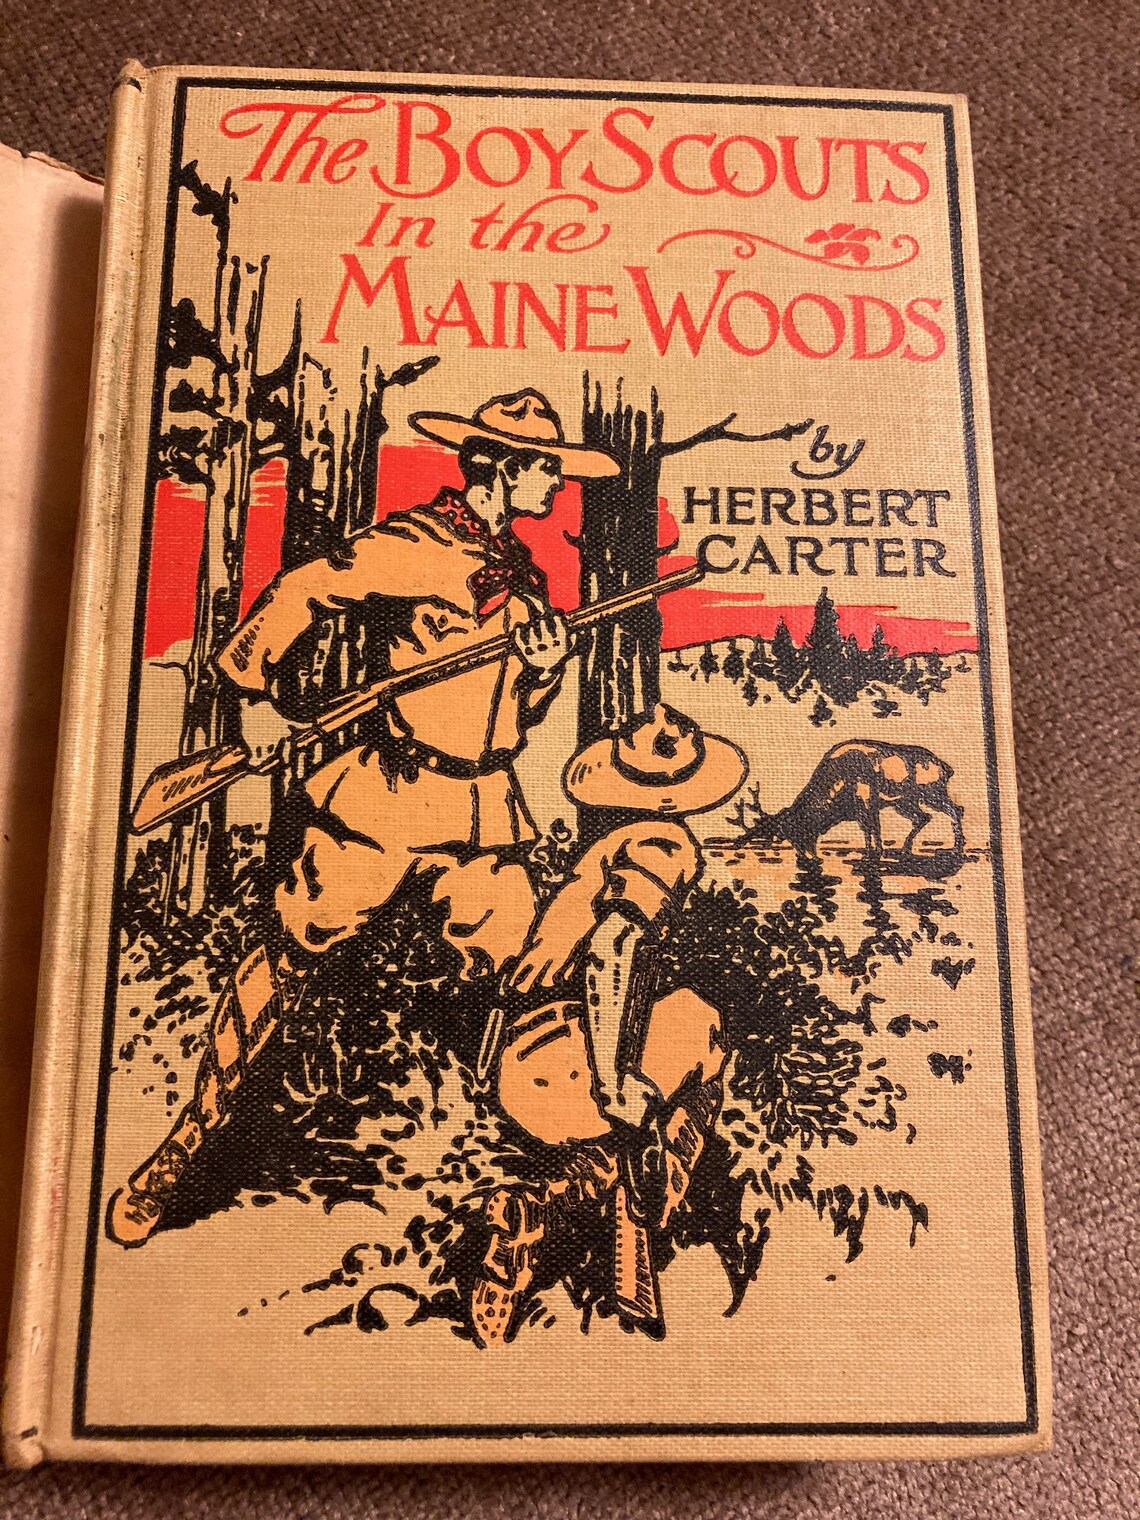 The BOY SCOUTS
In the
MAINE WOODS
by
HERBERT
CARTER